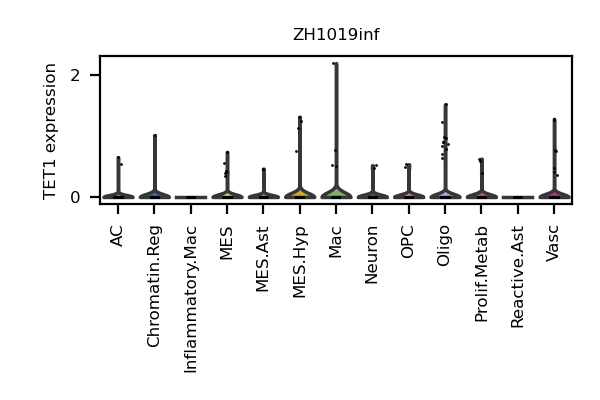 ZH1019inf
TET1 expression
2
0
AC
Chromatin.Reg
Inflammatory.Mac
MES
MES.Ast
MES.Hyp
Mac
Neuron
OPC
Oligo
Prolif.Metab
Reactive.Ast
Vasc